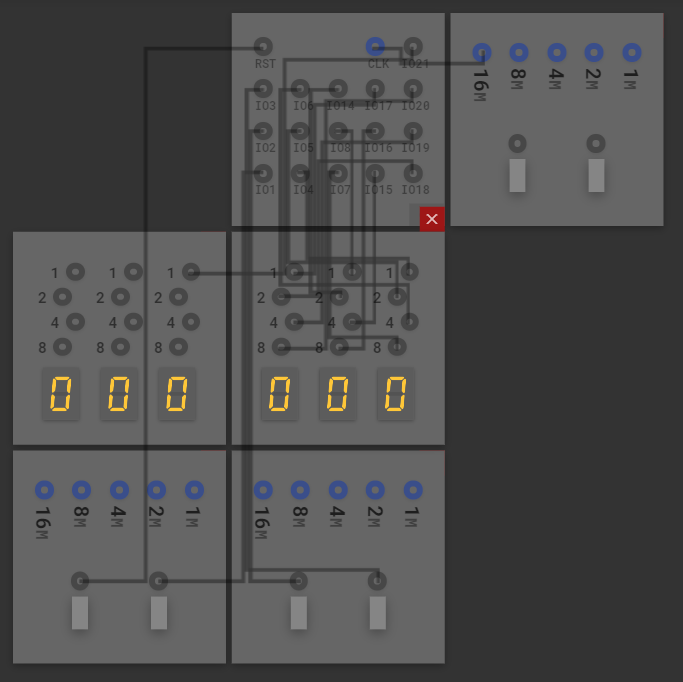 RST CLK IO21
IO3 IO6 IO14 IO17 IO20
IO2 IO5 IO8 IO16 IO19
IO1 IO4 IO7 IO15 IO18
16M 8M 4M 2M 1M
×
1 1 1 1 1 1
2 2 2 2 2 2
4 4 4 4 4 4
8 8 8 8 8 8
0 0 0 0 0 0
16M 8M 4M 2M 1M 16M 8M 4M 2M 1M